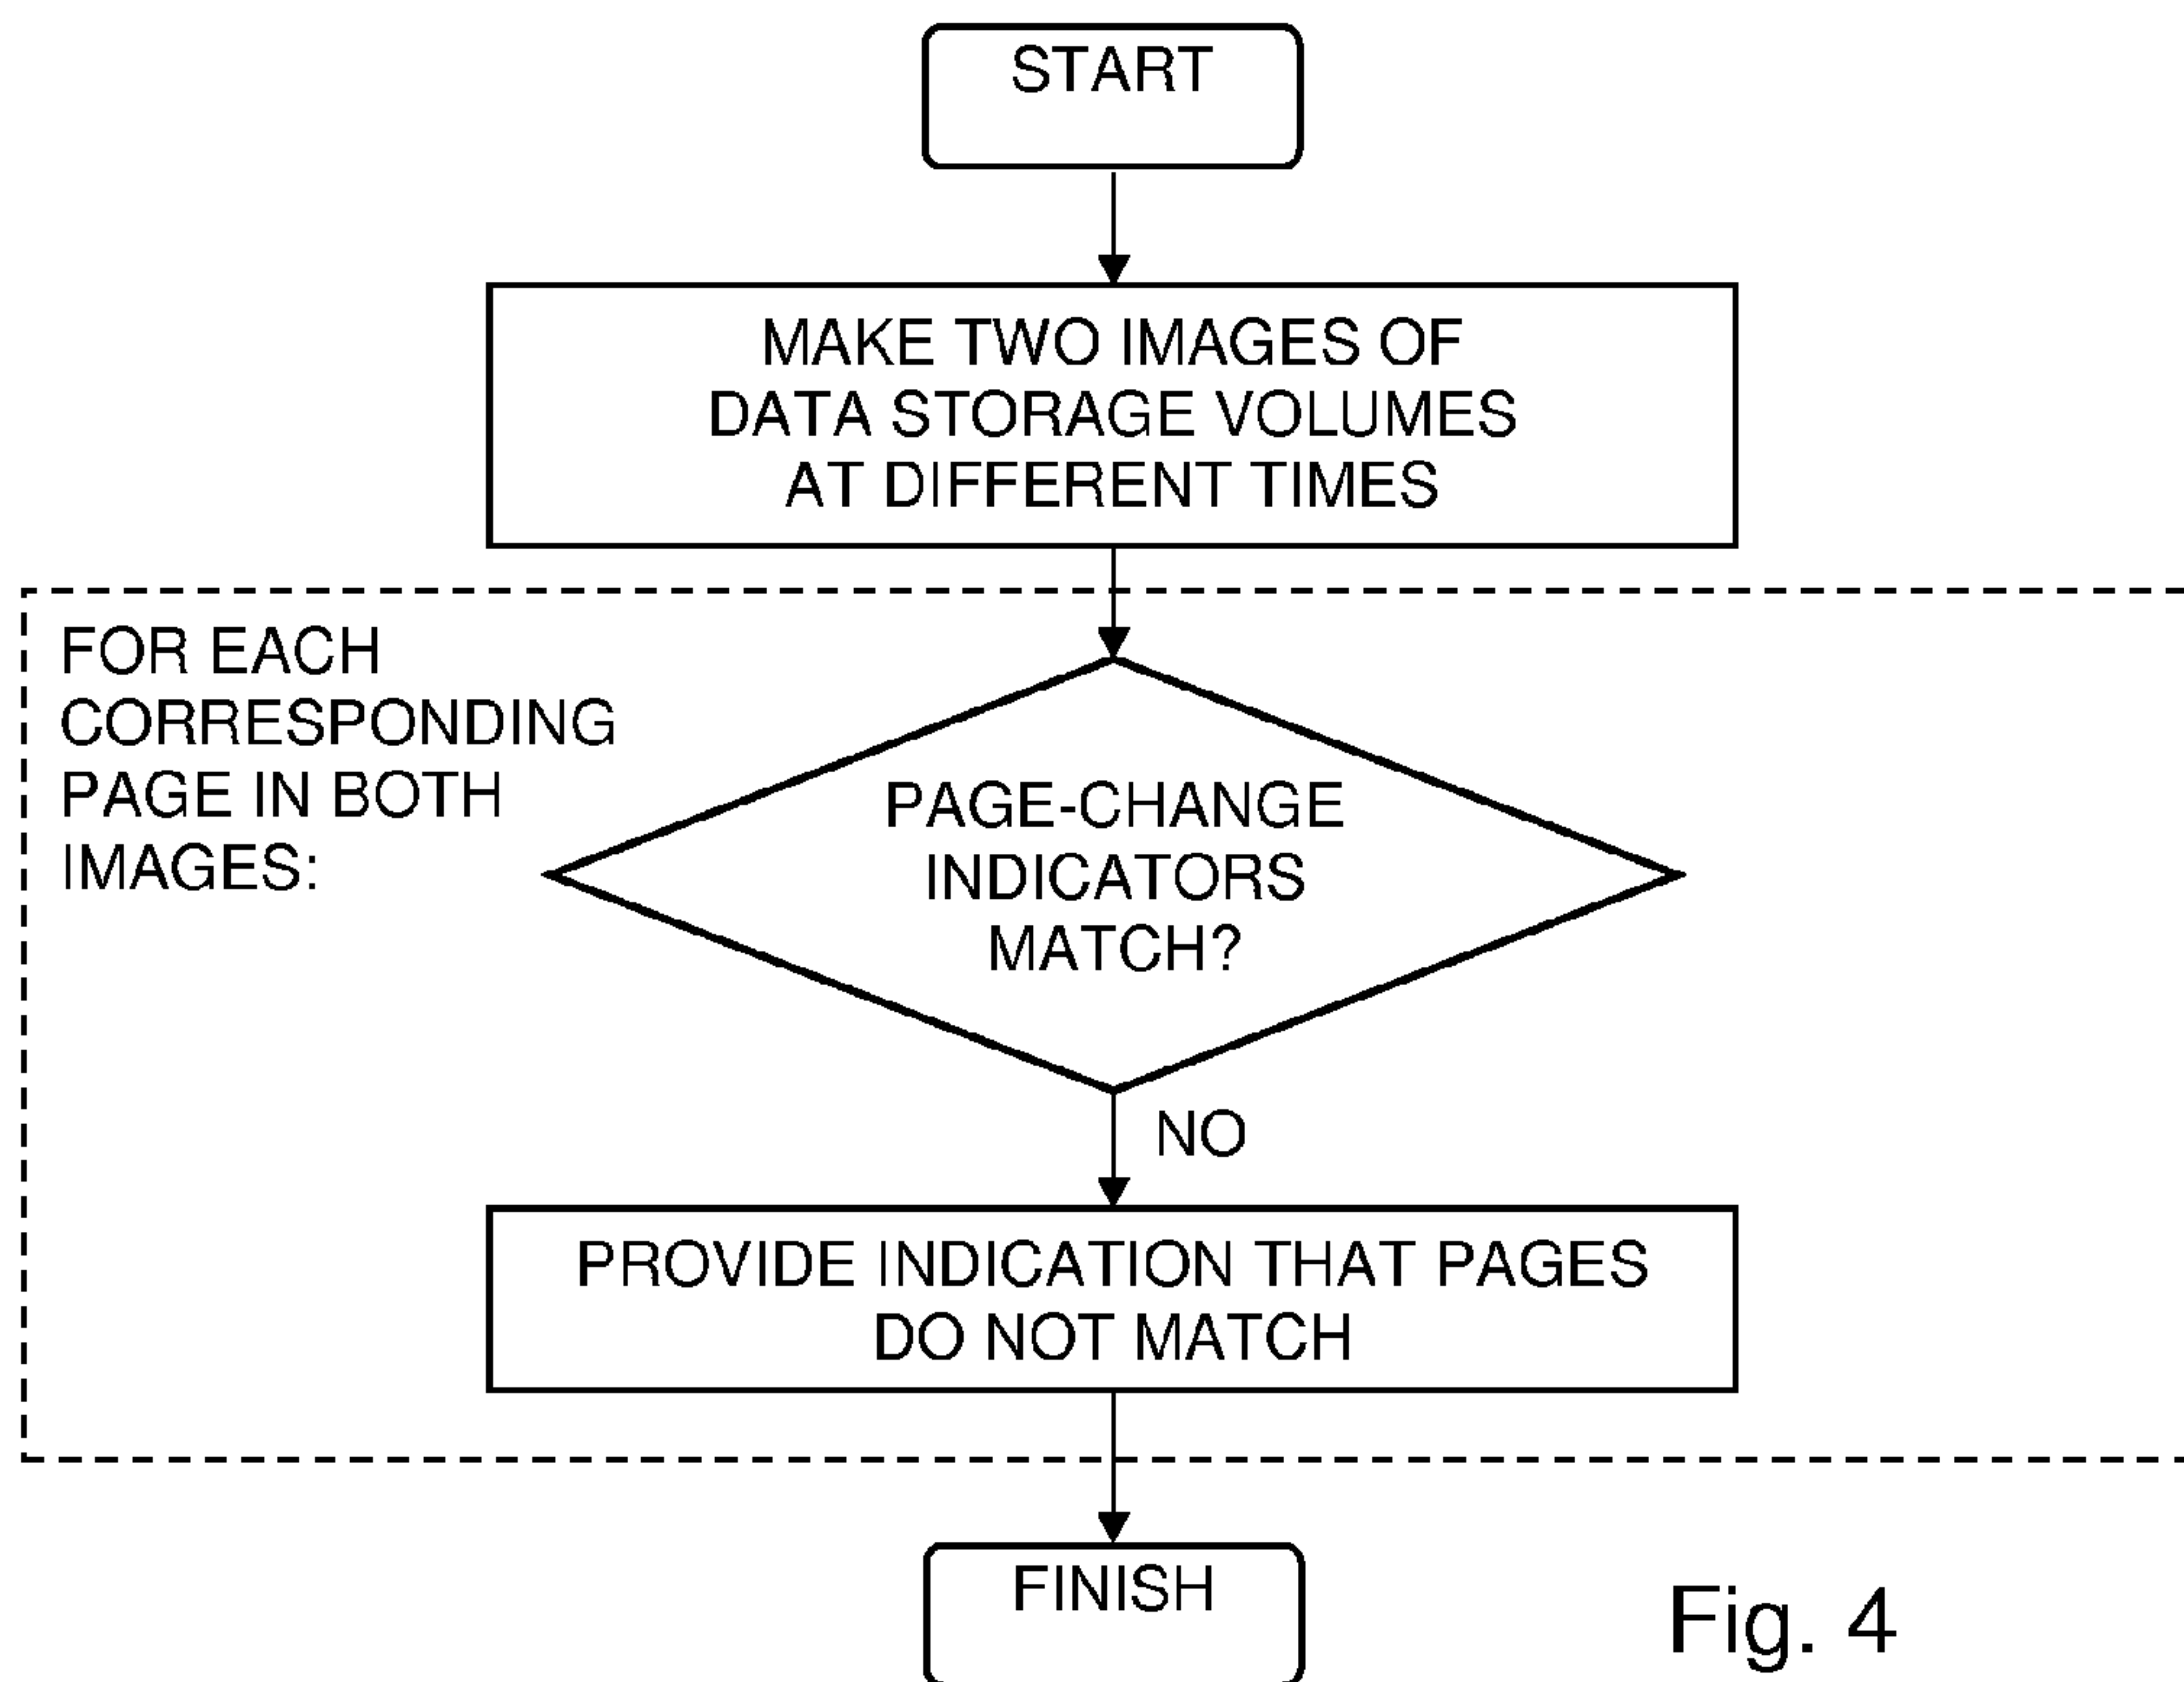 START
MAKE TWO IMAGES OF
DATA STORAGE VOLUMES
AT DIFFERENT TIMES
FOR EACH
CORRESPONDING
PAGE IN BOTH
IMAGES:
PAGE-CHANGE
INDICATORS
MATCH?
NO
PROVIDE INDICATION THAT PAGES
DO NOT MATCH
FINISH
Fig. 4